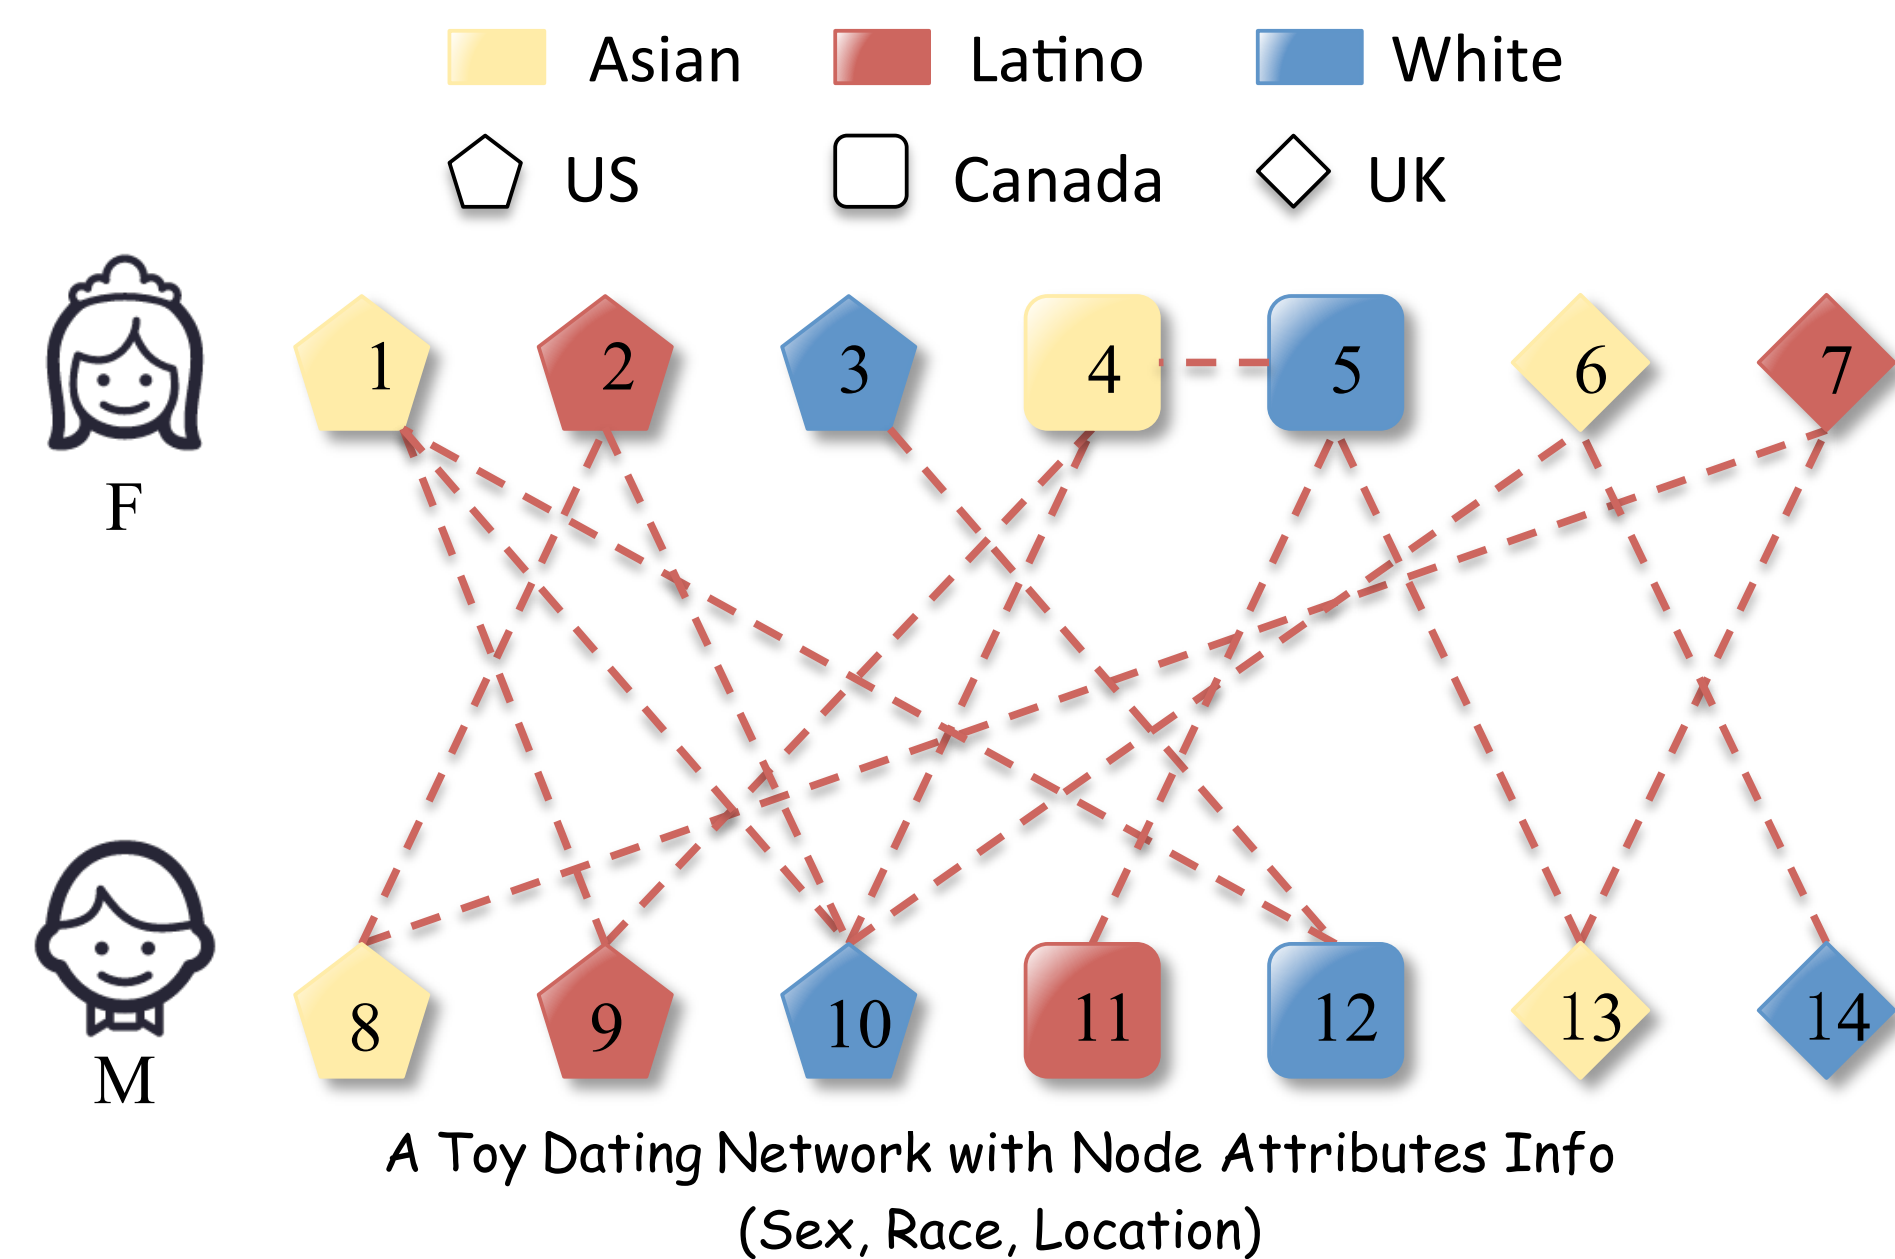 Asian Latino White
US Canada UK
1 2 3 4 5 6 7
F
8 9 10 11 12 13 14
M
A Toy Dating Network with Node Attributes Info
(Sex, Race, Location)